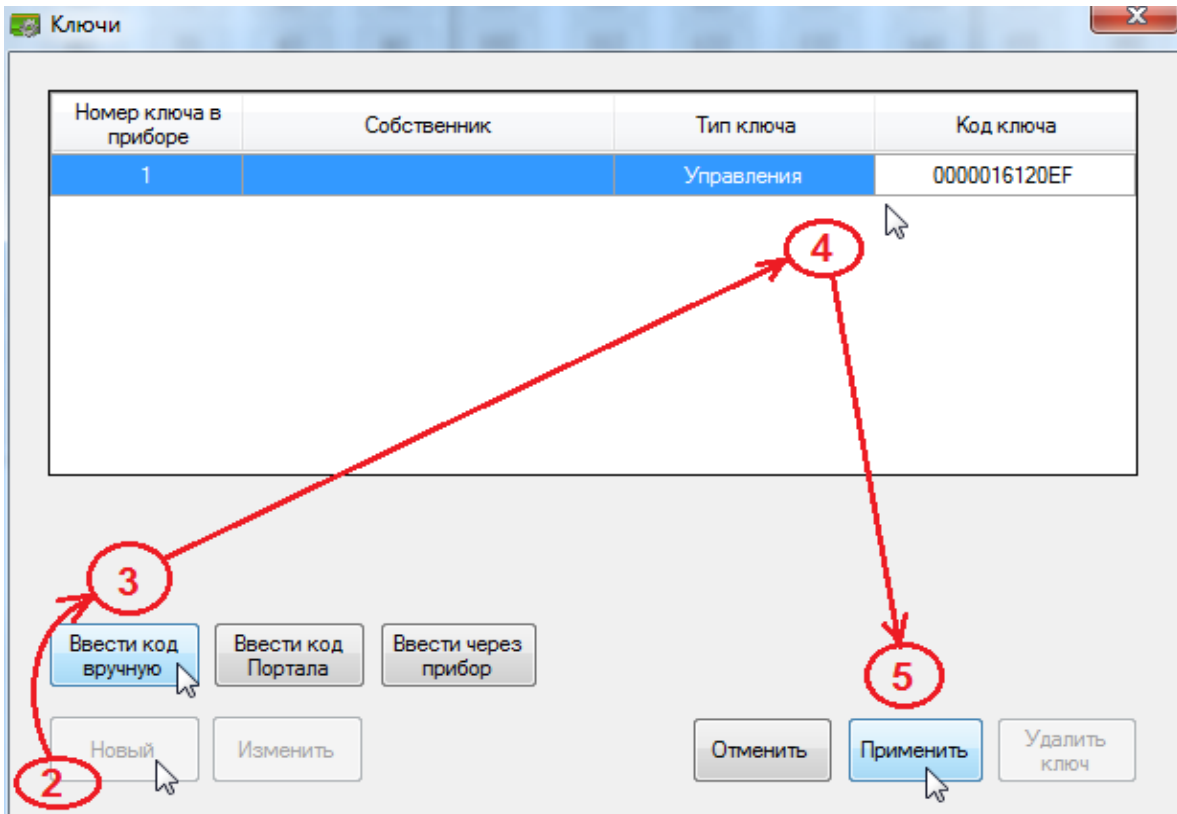 Ключи
Номер ключа в приборе Собственник Тип ключа Код ключа
1 Управления 0000016120EF
4
3
Ввести код вручную Ввести код Портала Ввести через прибор
5
Новый Изменить Отменить Применить Удалить ключ
2